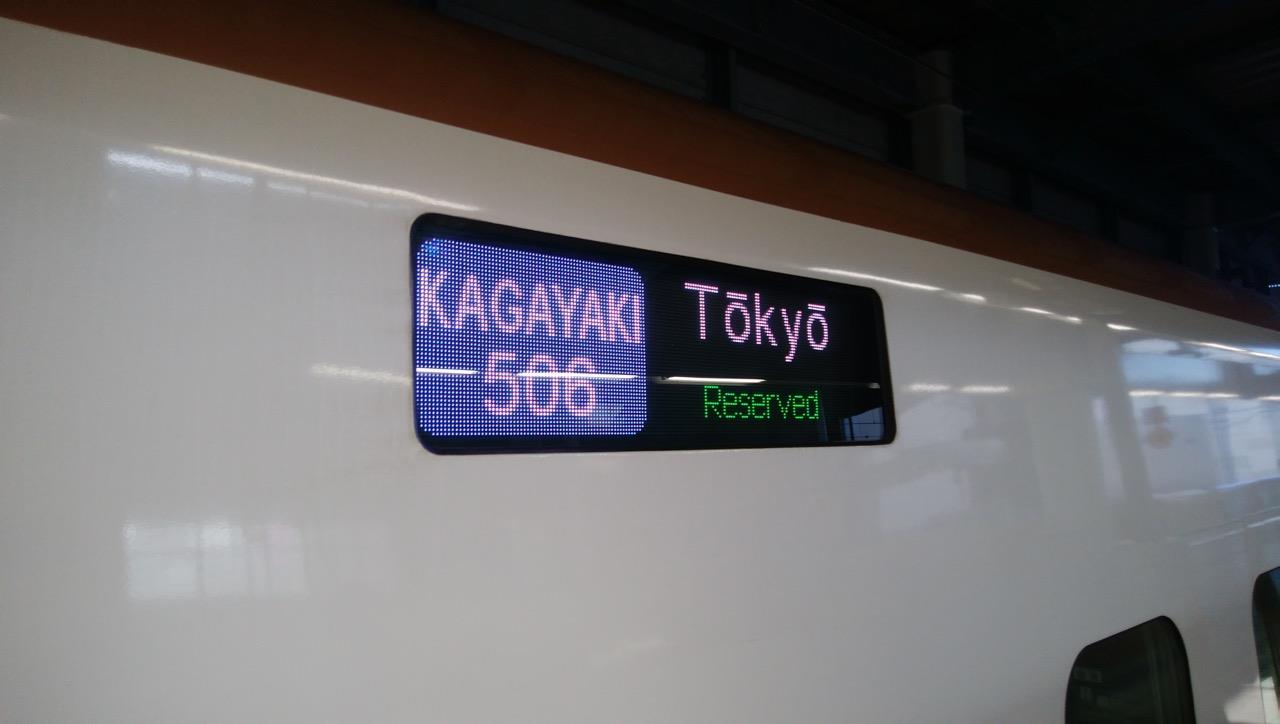 KAGAYAKI
506
Tōkyō
Reserved